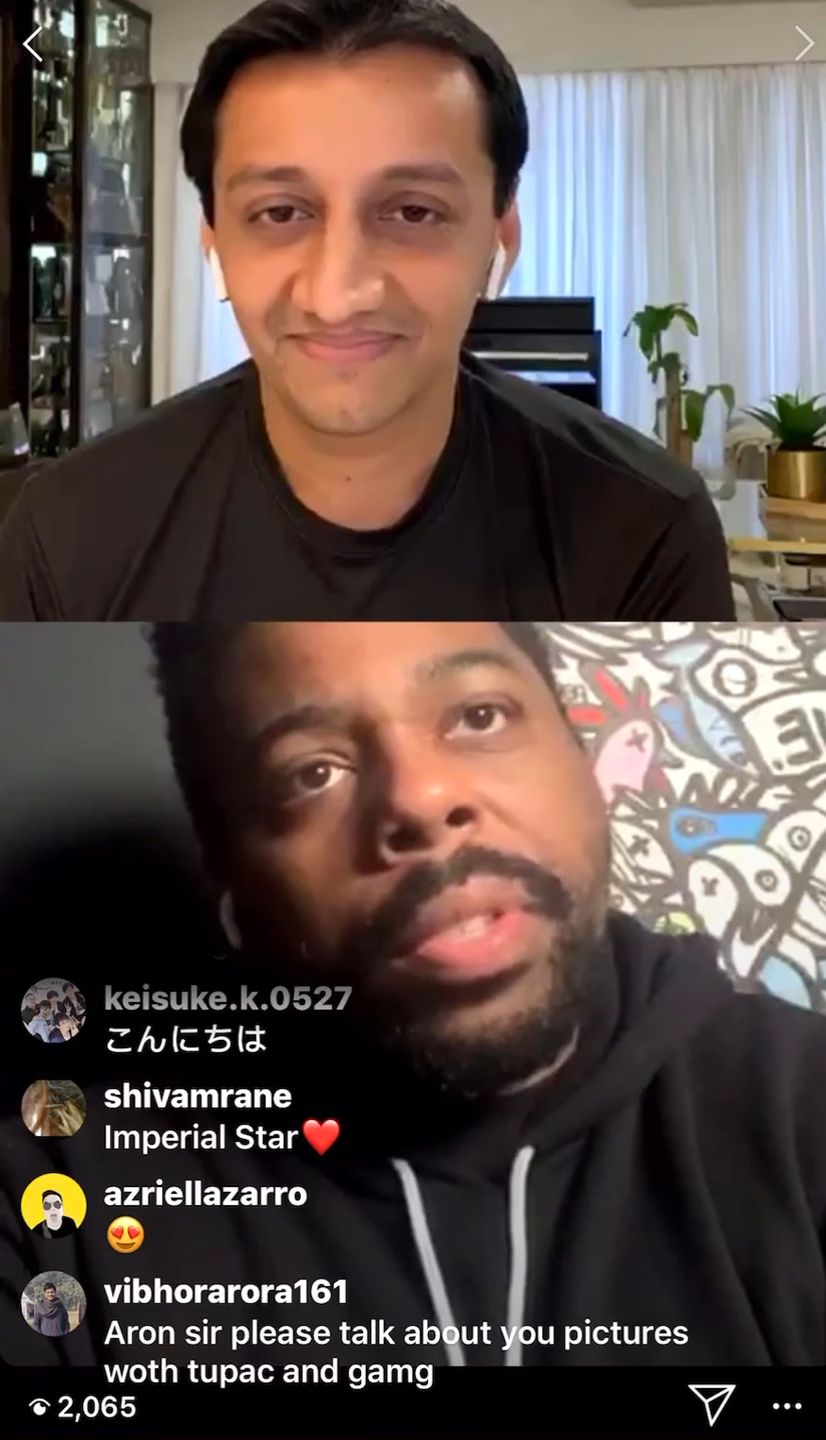 keisuke.k.0527
こんにちは
shivamrane
Imperial Star❤️
azriellazarro
😍
vibhorarora161
Aron sir please talk about you pictures
woth tupac and gamg
2,065